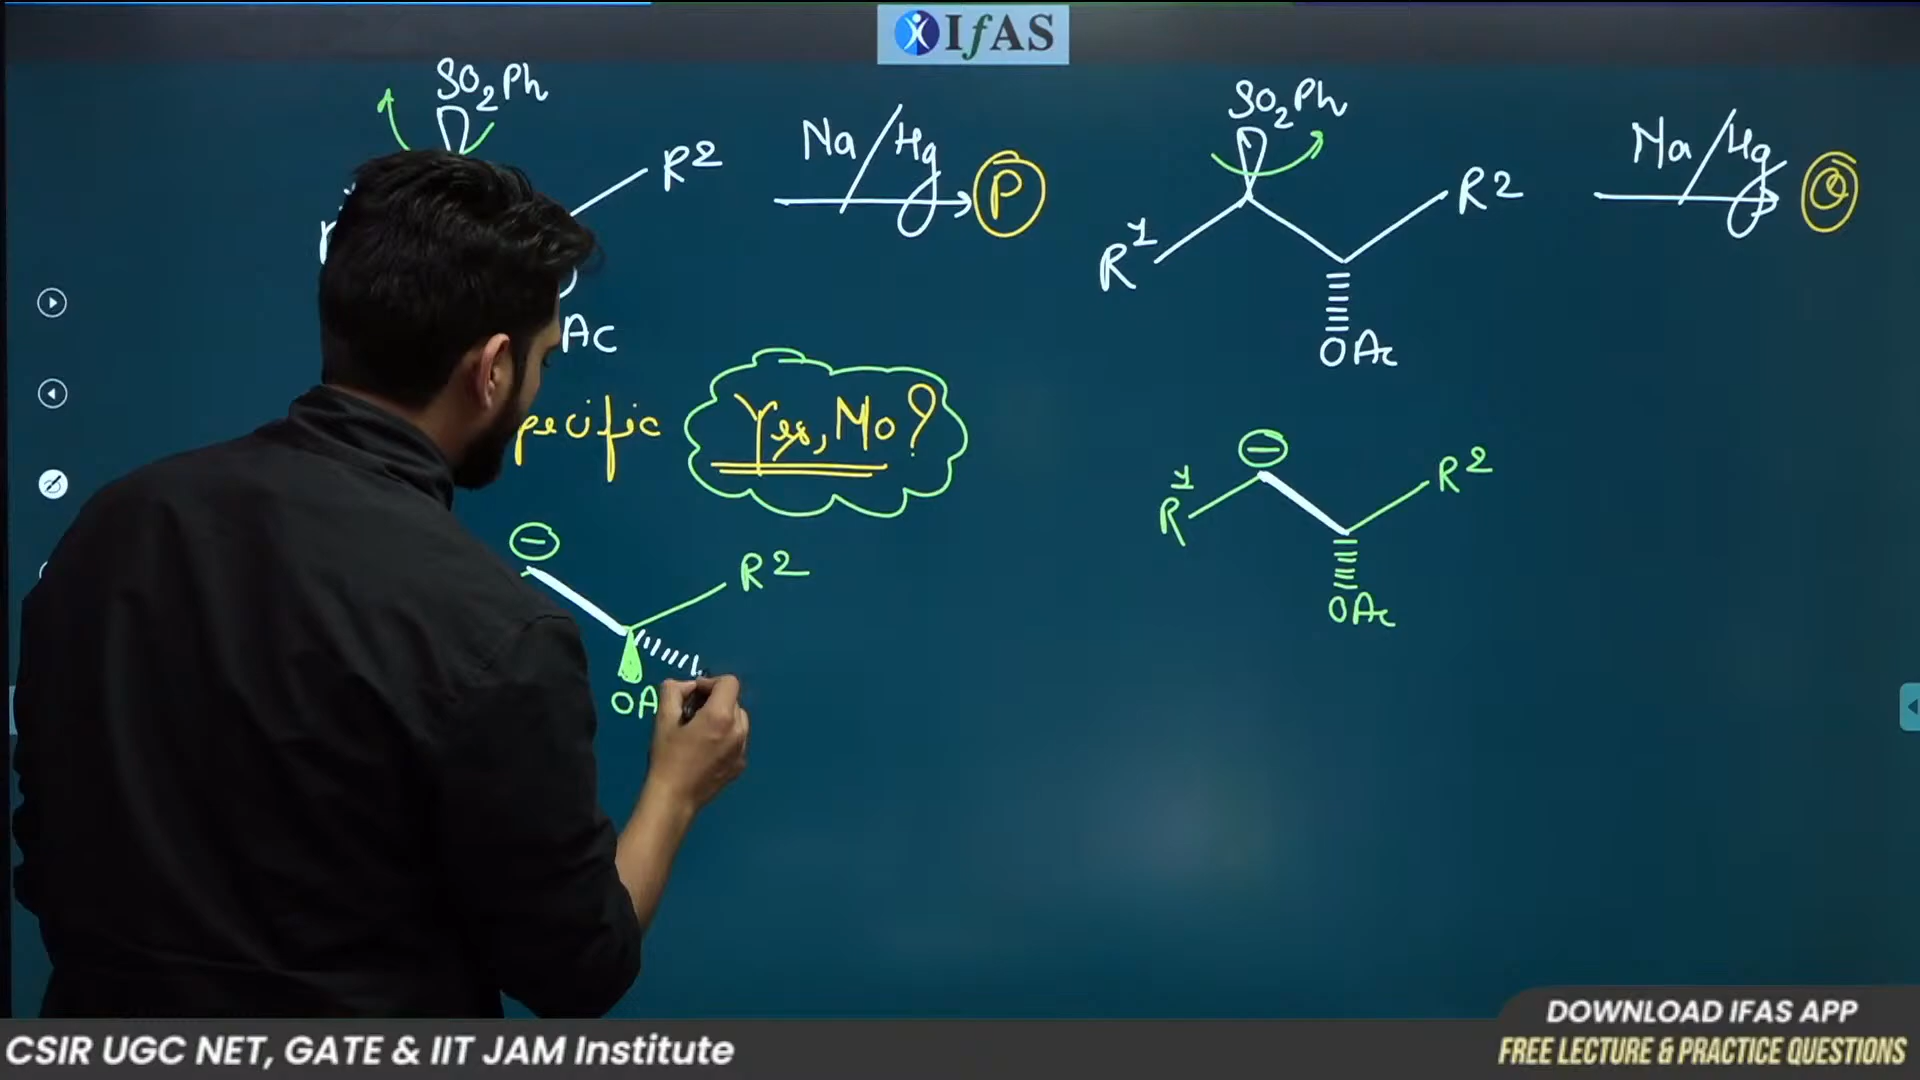 IfAS
SO2Ph
R2
Na/Hg
P
AC
SO2Ph
R1
R2
OAc
Na/Hg
Q
pecific
Yes, No?
⊖
R2
OA
⊖
R1
R2
OAc
DOWNLOAD IFAS APP
FREE LECTURE & PRACTICE QUESTIONS
CSIR UGC NET, GATE & IIT JAM Institute